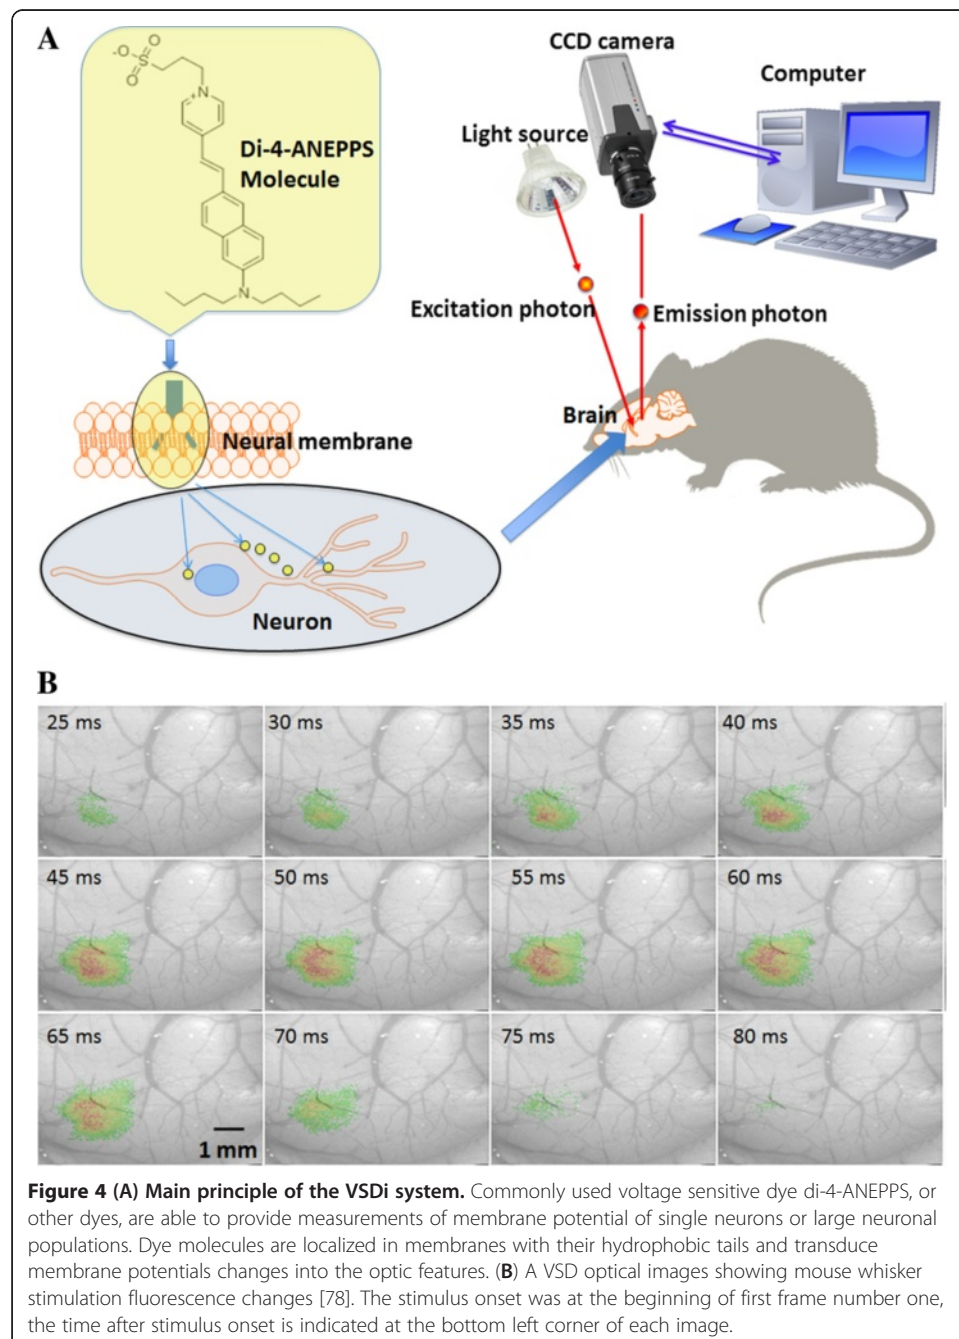 A
-O
O
S
O
N
+
Di-4-ANEPPS
Molecule
N
CCD camera
Computer
Light source
Excitation photon
Emission photon
Brain
Neural membrane
Neuron
B
25 ms
30 ms
35 ms
40 ms
45 ms
50 ms
55 ms
60 ms
65 ms
70 ms
75 ms
80 ms
1 mm
Figure 4 (A) Main principle of the VSDi system. Commonly used voltage sensitive dye di-4-ANEPPS, or
other dyes, are able to provide measurements of membrane potential of single neurons or large neuronal
populations. Dye molecules are localized in membranes with their hydrophobic tails and transduce
membrane potentials changes into the optic features. (B) A VSD optical images showing mouse whisker
stimulation fluorescence changes [78]. The stimulus onset was at the beginning of first frame number one,
the time after stimulus onset is indicated at the bottom left corner of each image.